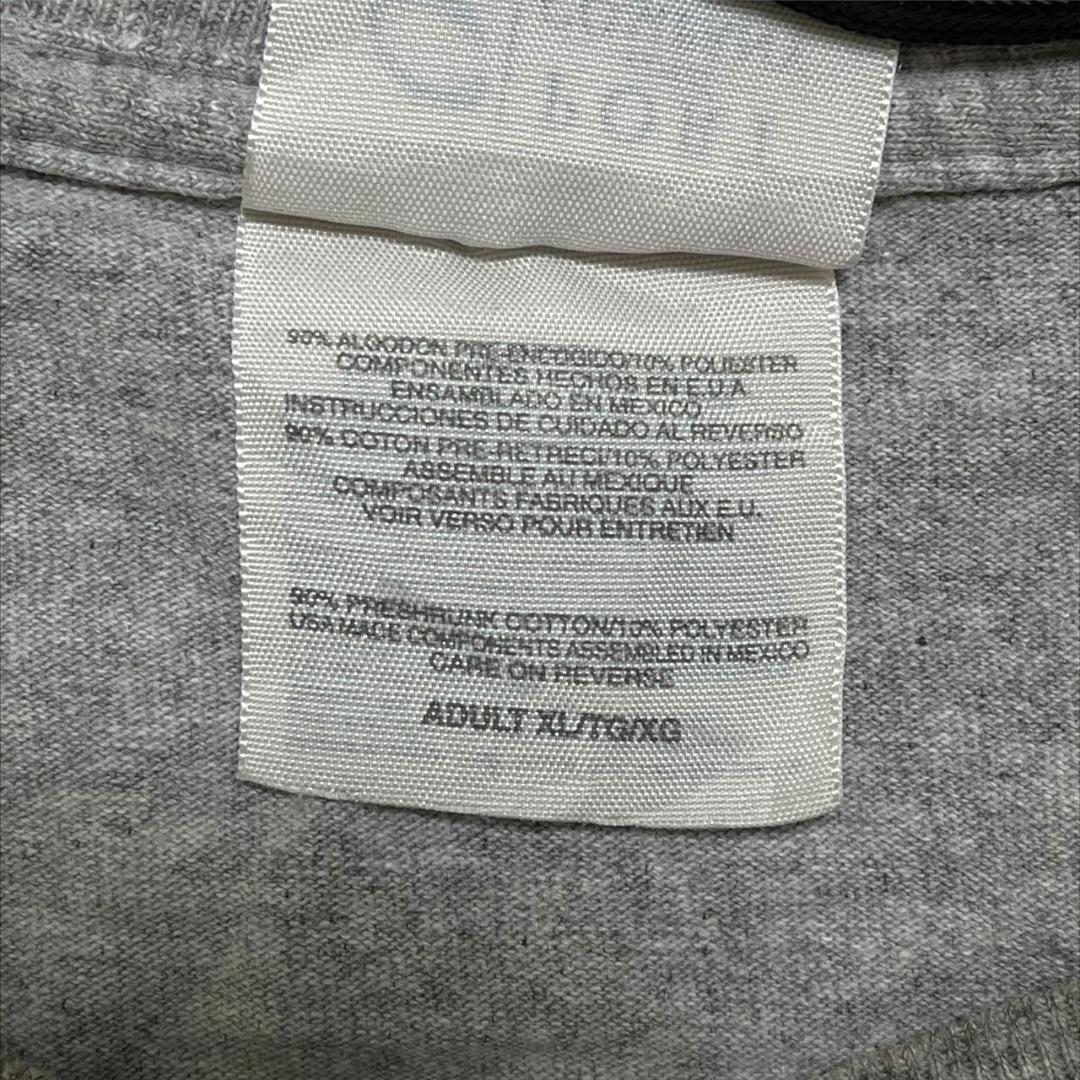 90% ALGODON PRE-ENCOGIDO/10% POLIESTER
COMPONENTES HECHOS EN E.U.A
ENSAMBLADO EN MEXICO
INSTRUCCIONES DE CUIDADO AL REVERSO
90% COTON PRE-RETRECI/10% POLYESTER
ASSEMBLE AU MEXIQUE
COMPOSANTS FABRIQUES AUX E.U.
VOIR VERSO POUR ENTRETIEN
90% PRESHRUNK COTTON/10% POLYESTER
USA MADE COMPONENTS ASSEMBLED IN MEXICO
CARE ON REVERSE
ADULT XL/TG/XG